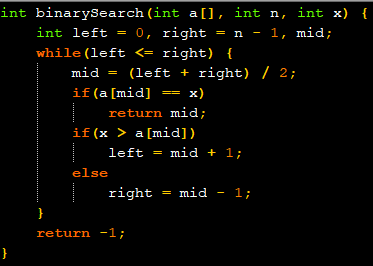 int binarySearch(int a[], int n, int x) {
    int left = 0, right = n - 1, mid;
    while(left <= right) {
        mid = (left + right) / 2;
        if(a[mid] == x)
            return mid;
        if(x > a[mid])
            left = mid + 1;
        else
            right = mid - 1;
    }
    return -1;
}